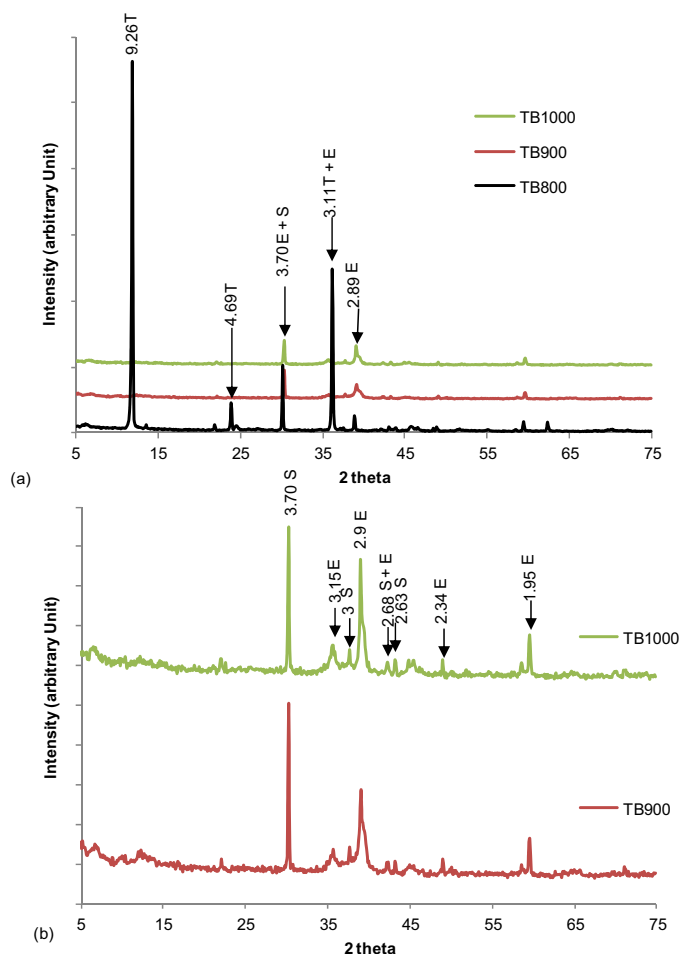 9.26T
4.69T
3.70E + S
3.11T + E
2.89 E
TB1000
TB900
TB800
Intensity (arbitrary Unit)
5 15 25 35 45 55 65 75
2 theta
(a)
3.70 S
3.15E
3 S
2.9 E
2.68 S + E
2.63 S
2.34 E
1.95 E
TB1000
TB900
Intensity (arbitrary Unit)
5 15 25 35 45 55 65 75
2 theta
(b)